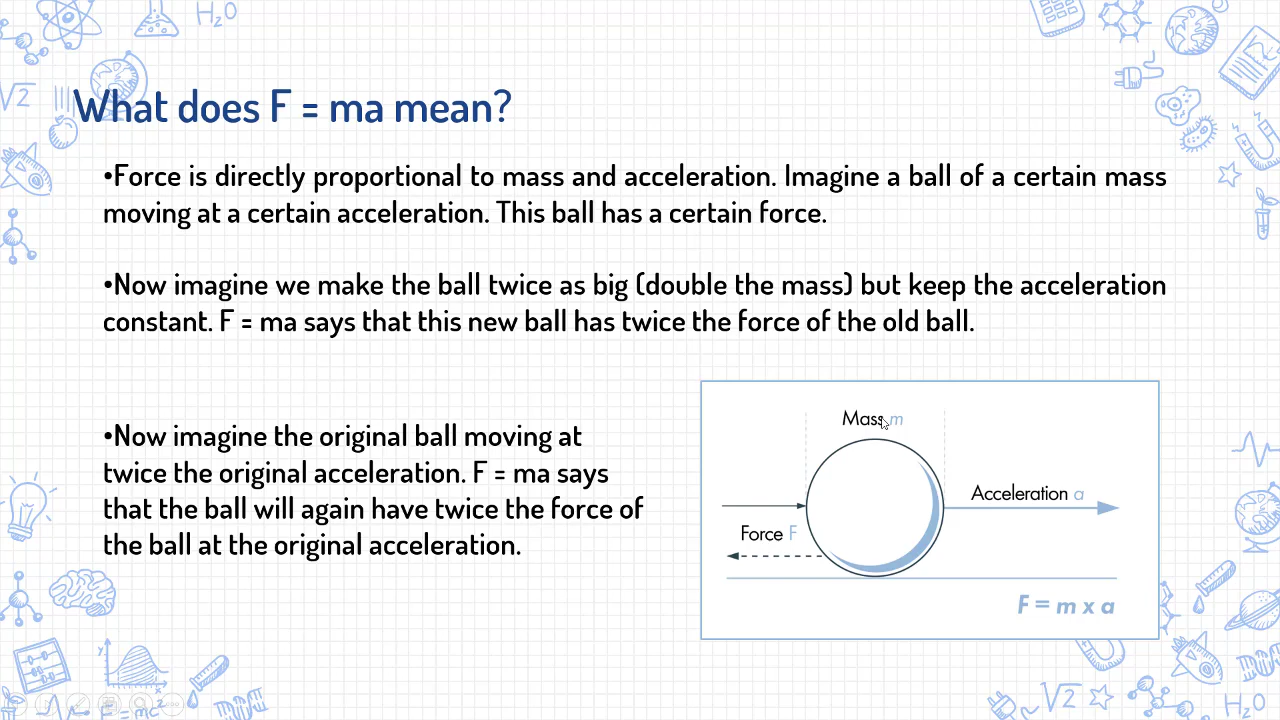 H₂O
√2
What does F = ma mean?
•Force is directly proportional to mass and acceleration. Imagine a ball of a certain mass
moving at a certain acceleration. This ball has a certain force.
•Now imagine we make the ball twice as big (double the mass) but keep the acceleration
constant. F = ma says that this new ball has twice the force of the old ball.
•Now imagine the original ball moving at
twice the original acceleration. F = ma says
that the ball will again have twice the force of
the ball at the original acceleration.
Mass m
Acceleration a
Force F
F = m x a
y
x
√2
H₂O